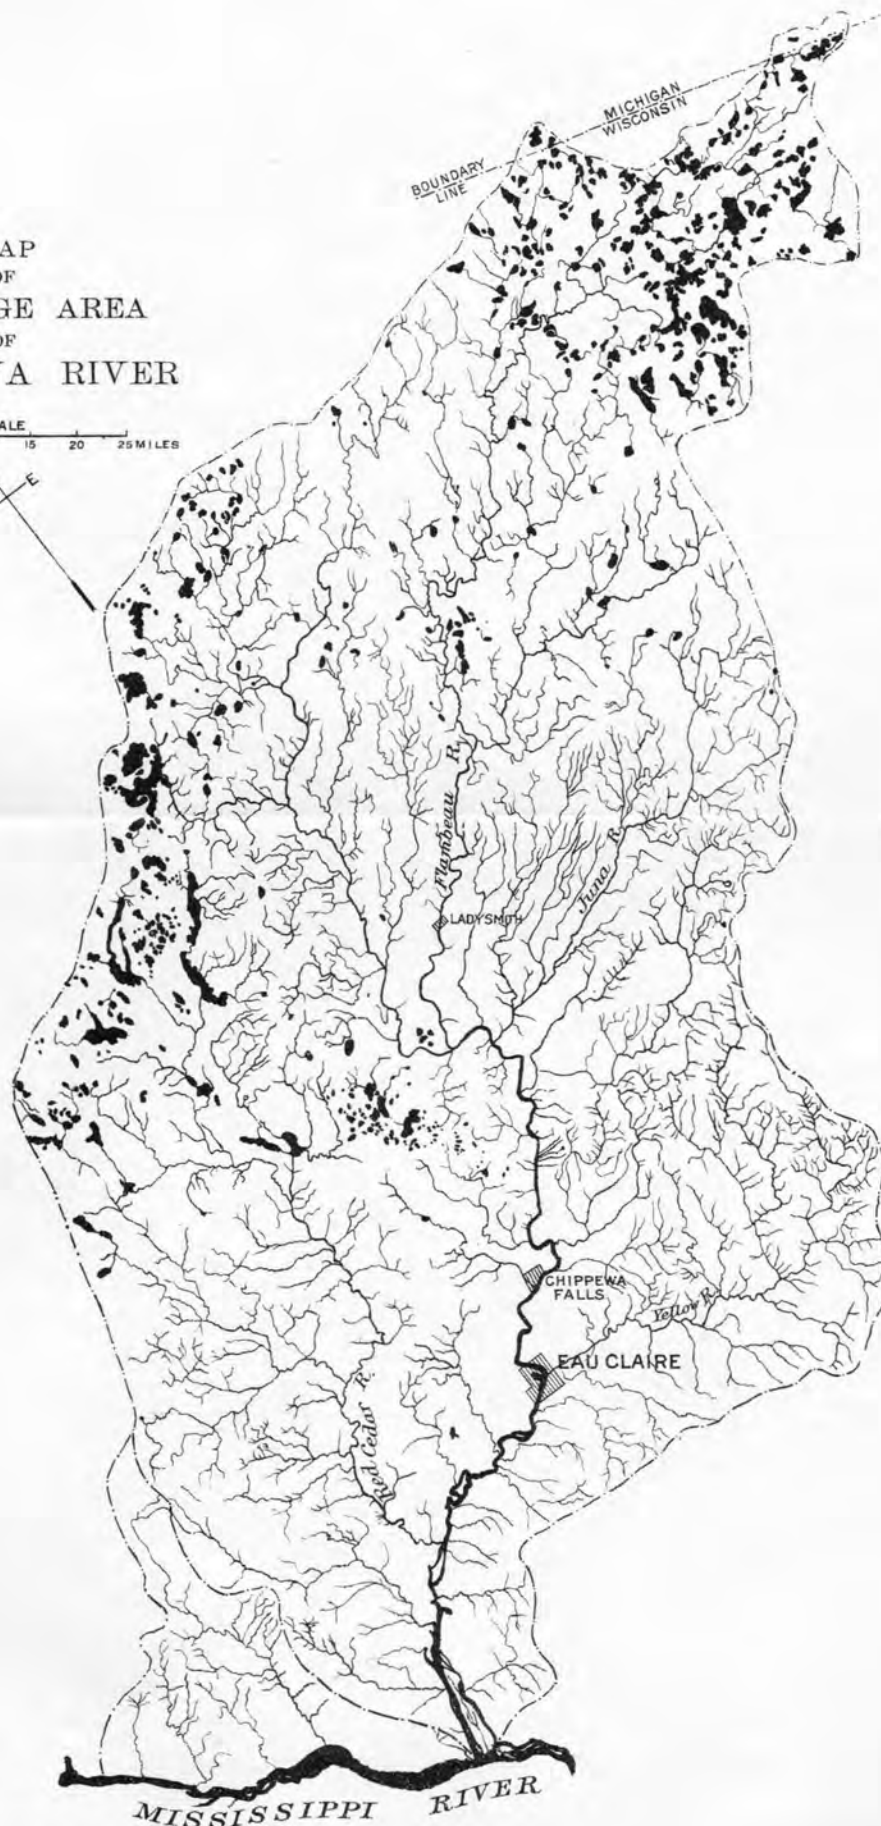 AP
OF
GE AREA
OF
A RIVER
ALE
15 20 25 MILES
E
MICHIGAN
WISCONSIN
BOUNDARY
LINE
Flambeau R.
Juna R.
LADYSMITH
CHIPPEWA
FALLS
Yellow R.
EAU CLAIRE
Red Cedar R.
MISSISSIPPI RIVER